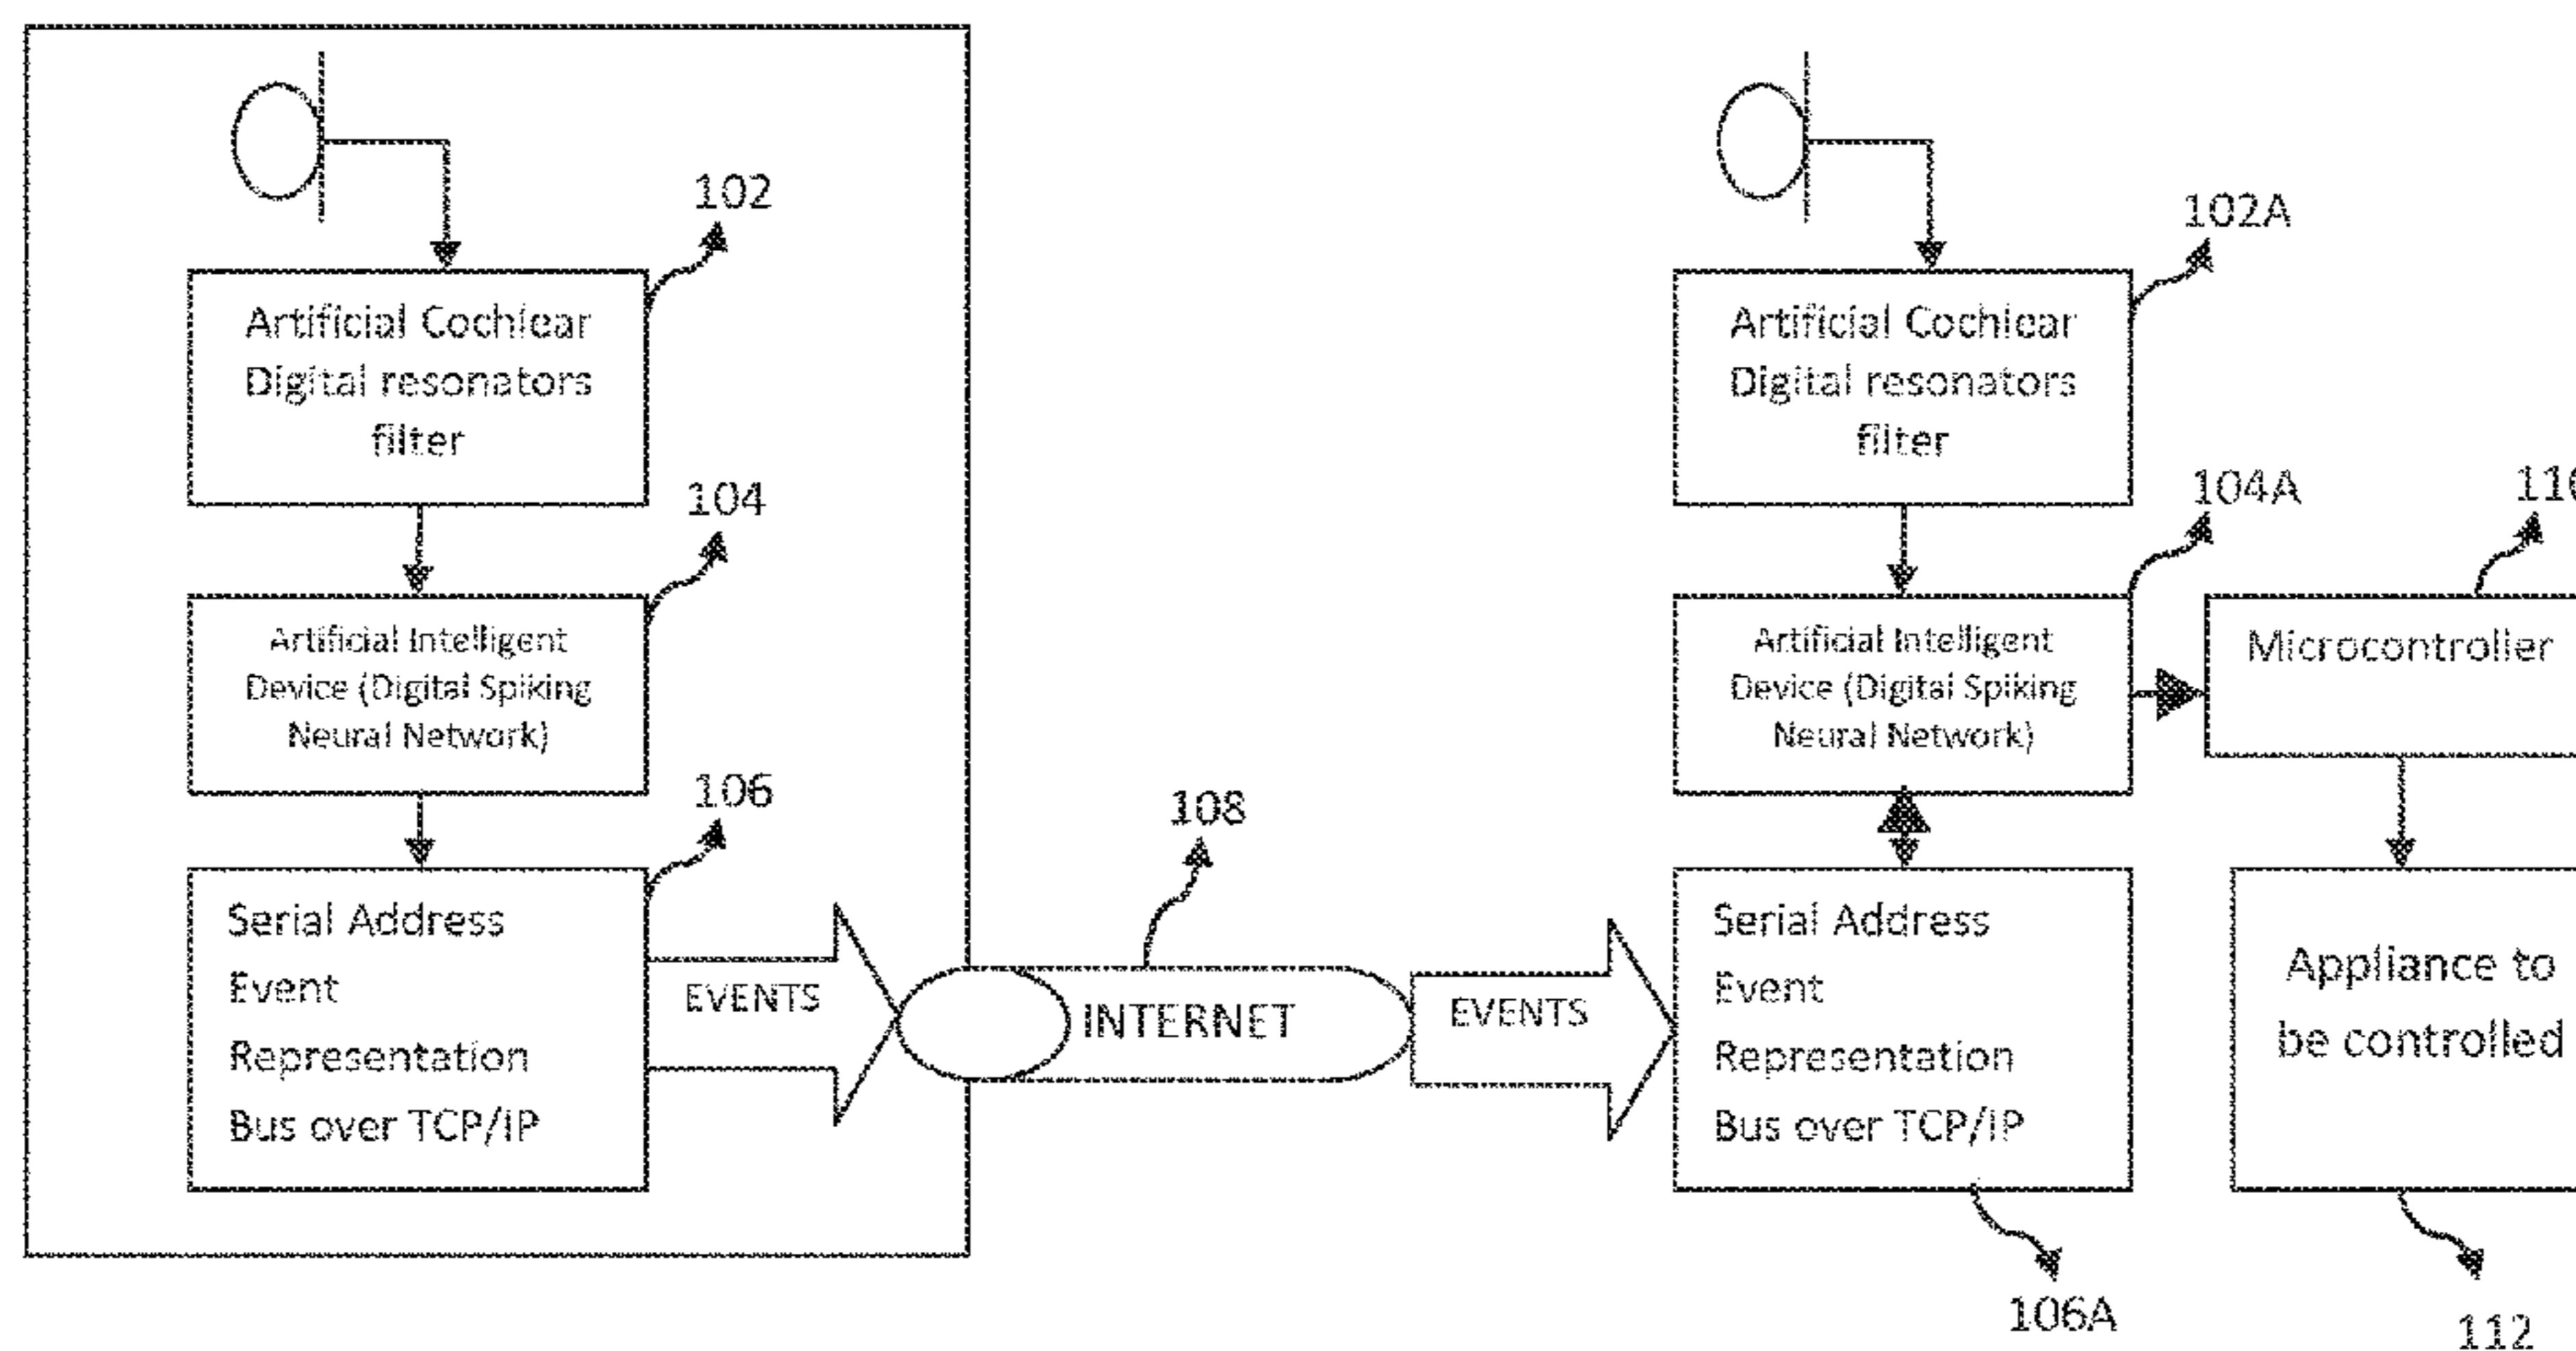 102
Artificial Cochlear
Digital resonators
filter
104
Artificial Intelligent
Device (Digital Spiking
Neural Network)
106
Serial Address
Event
Representation
Bus over TCP/IP
EVENTS
108
INTERNET
EVENTS
102A
Artificial Cochlear
Digital resonators
filter
104A
Artificial Intelligent
Device (Digital Spiking
Neural Network)
Serial Address
Event
Representation
Bus over TCP/IP
106A
Microcontroller
Appliance to
be controlled
112